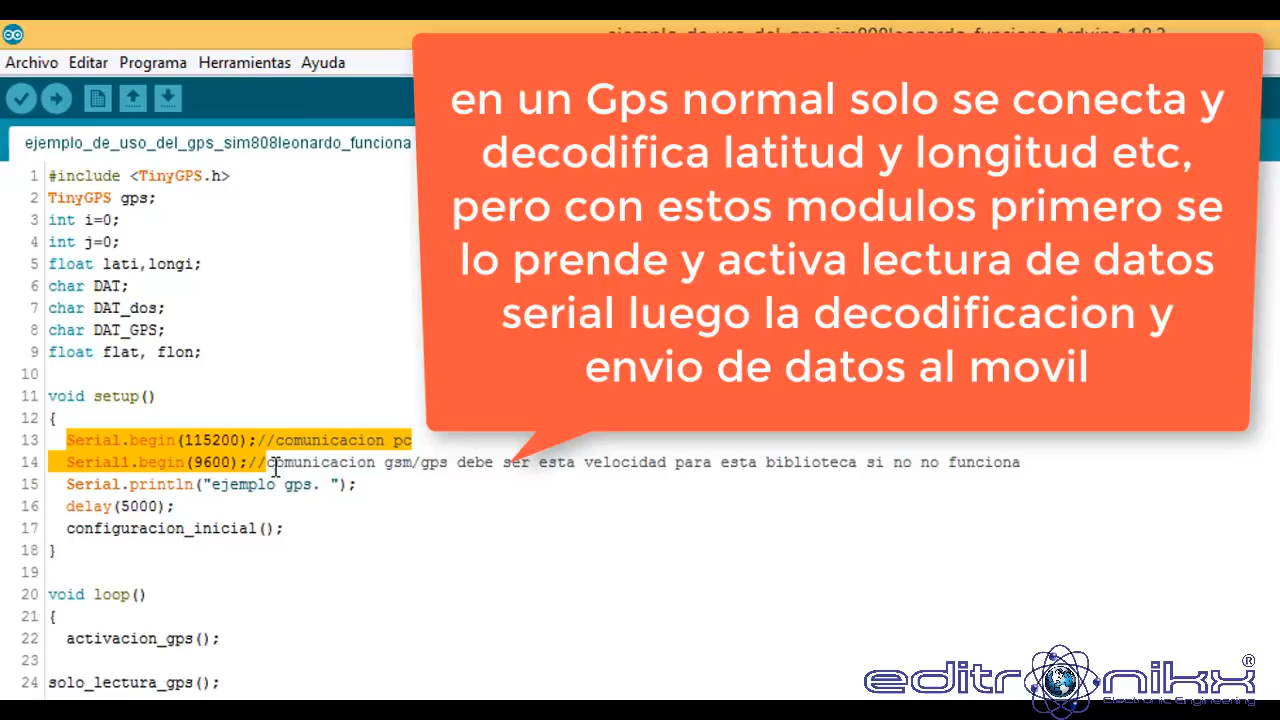 Archivo Editar Programa Herramientas Ayuda
ejemplo_de_uso_del_gps_sim808leonardo_funciona
en un Gps normal solo se conecta y
decodifica latitud y longitud etc,
pero con estos modulos primero se
lo prende y activa lectura de datos
serial luego la decodificacion y
envio de datos al movil
1 #include <TinyGPS.h>
2 TinyGPS gps;
3 int i=0;
4 int j=0;
5 float lati,longi;
6 char DAT;
7 char DAT_dos;
8 char DAT_GPS;
9 float flat, flon;
10
11 void setup()
12 {
13 Serial.begin(115200);//comunicacion pc
14 Serial1.begin(9600);//comunicacion gsm/gps debe ser esta velocidad para esta biblioteca si no no funciona
15 Serial.println("ejemplo gps. ");
16 delay(5000);
17 configuracion_inicial();
18 }
19
20 void loop()
21 {
22 activacion_gps();
23
24 solo_lectura_gps();
editronikx®
Electronic Engineering